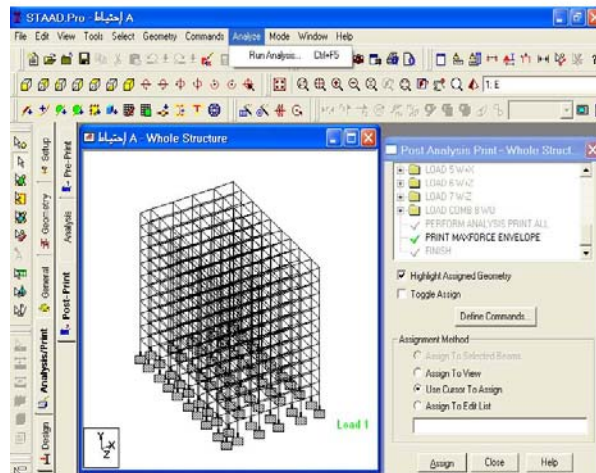 STAAD.Pro - إحتياط A
File Edit View Tools Select Geometry Commands Analyze Mode Window Help
Run Analysis... Ctrl+F5
1: E
Setup
Geometry
General
Analysis/Print
Design
Pre-Print
Analysis
Post-Print
إحتياط A - Whole Structure
Load 1
Y
X
Z
Post Analysis Print - Whole Struct...
LOAD 5 W+X
LOAD 6 W+Z
LOAD 7 W-Z
LOAD COMB 8 WU
PERFORM ANALYSIS PRINT ALL
PRINT MAXFORCE ENVELOPE
FINISH
Highlight Assigned Geometry
Toggle Assign
Define Commands...
Assignment Method
Assign To Selected Beams
Assign To View
Use Cursor To Assign
Assign To Edit List
Assign Close Help